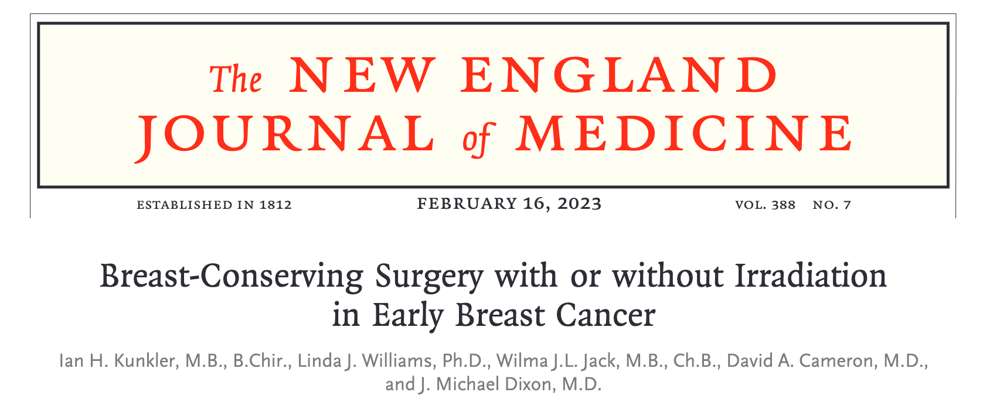 The NEW ENGLAND
JOURNAL of MEDICINE
ESTABLISHED IN 1812 FEBRUARY 16, 2023 VOL. 388 NO. 7
Breast-Conserving Surgery with or without Irradiation
in Early Breast Cancer
Ian H. Kunkler, M.B., B.Chir., Linda J. Williams, Ph.D., Wilma J.L. Jack, M.B., Ch.B., David A. Cameron, M.D.,
and J. Michael Dixon, M.D.